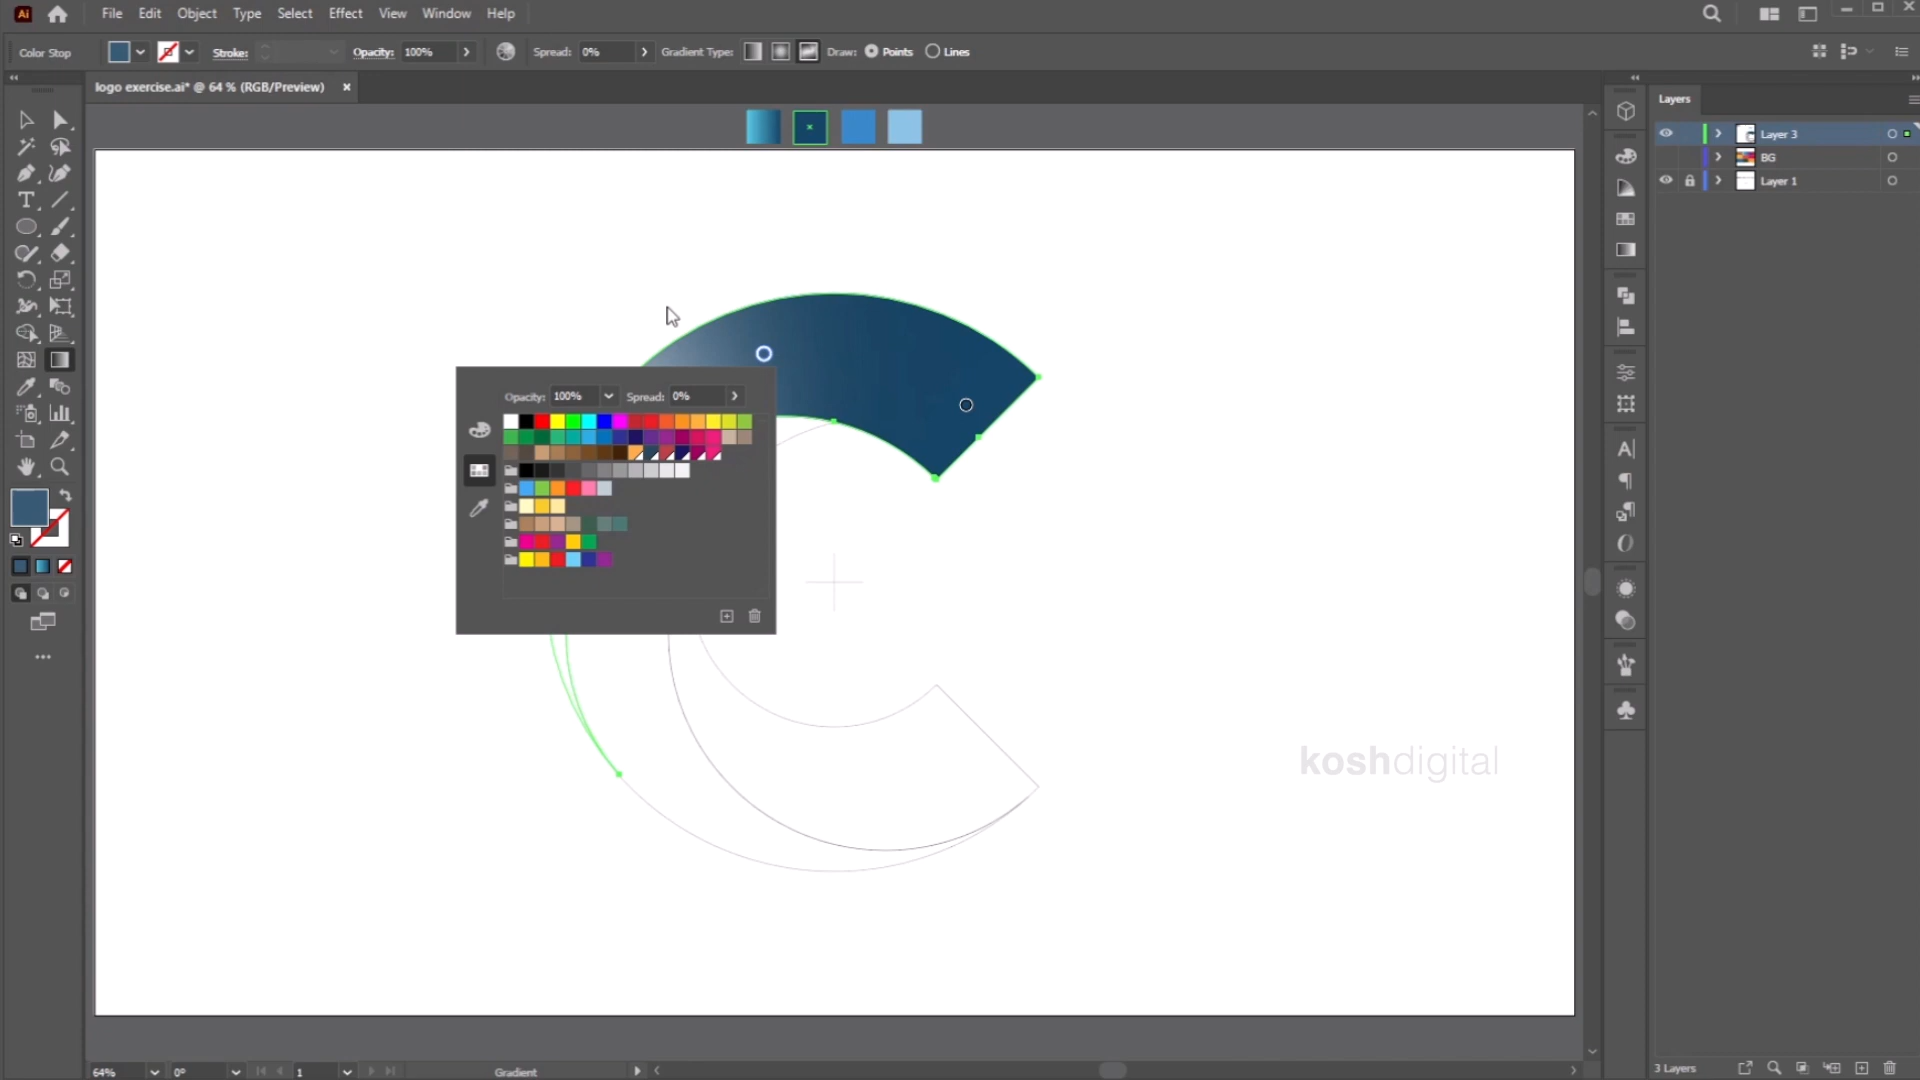 Ai File Edit Object Type Select Effect View Window Help
Color Stop Stroke: Opacity: 100% Spread: 0% Gradient Type: Draw: Points Lines
logo exercise.ai* @ 64 % (RGB/Preview) ×
Layers
Layer 3
BG
Layer 1
Opacity: 100% Spread: 0%
koshdigital
64% 0° 1 Gradient
3 Layers